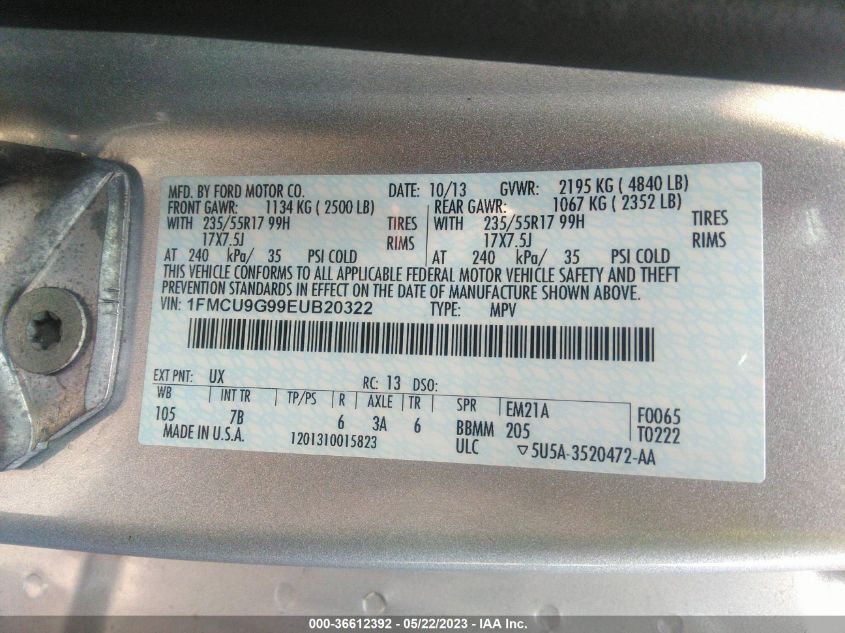 MFD. BY FORD MOTOR CO. DATE: 10/13 GVWR: 2195 KG ( 4840 LB)
FRONT GAWR: 1134 KG ( 2500 LB) REAR GAWR: 1067 KG ( 2352 LB)
WITH 235/55R17 99H TIRES WITH 235/55R17 99H TIRES
17X7.5J RIMS 17X7.5J RIMS
AT 240 kPa/ 35 PSI COLD AT 240 kPa/ 35 PSI COLD
THIS VEHICLE CONFORMS TO ALL APPLICABLE FEDERAL MOTOR VEHICLE SAFETY AND THEFT
PREVENTION STANDARDS IN EFFECT ON THE DATE OF MANUFACTURE SHOWN ABOVE.
VIN: 1FMCU9G99EUB20322 TYPE: MPV
EXT PNT: UX RC: 13 DSO:
WB INT TR TP/PS R AXLE TR SPR EM21A F0065
105 7B 6 3A 6 BBMM 205 T0222
MADE IN U.S.A. 1201310015823 ULC ▽5U5A-3520472-AA
000-36612392 - 05/22/2023 - IAA Inc.